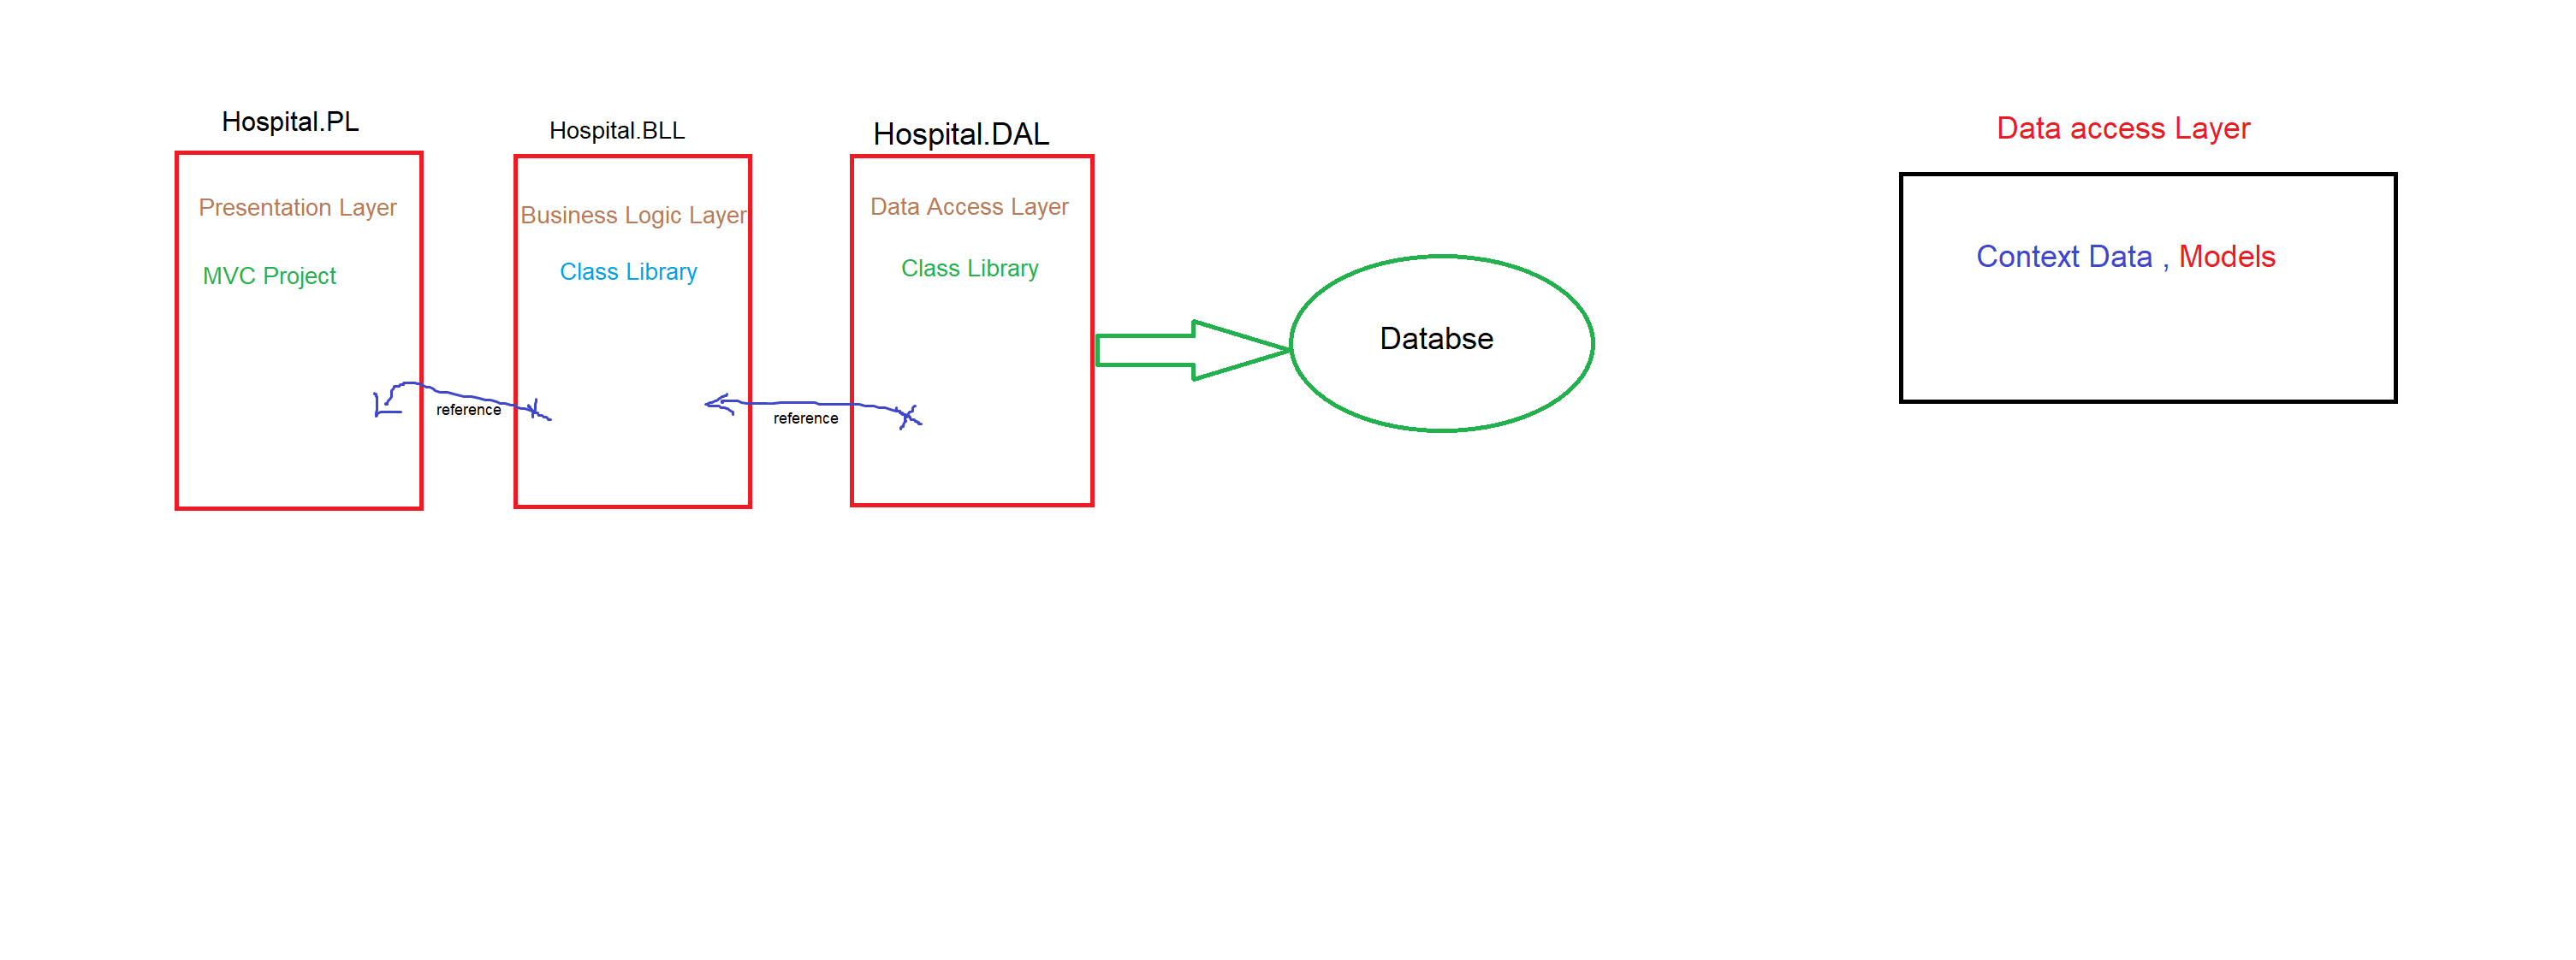 Hospital.PL
Presentation Layer
MVC Project
Hospital.BLL
Business Logic Layer
Class Library
Hospital.DAL
Data Access Layer
Class Library
reference
reference
Databse
Data access Layer
Context Data , Models